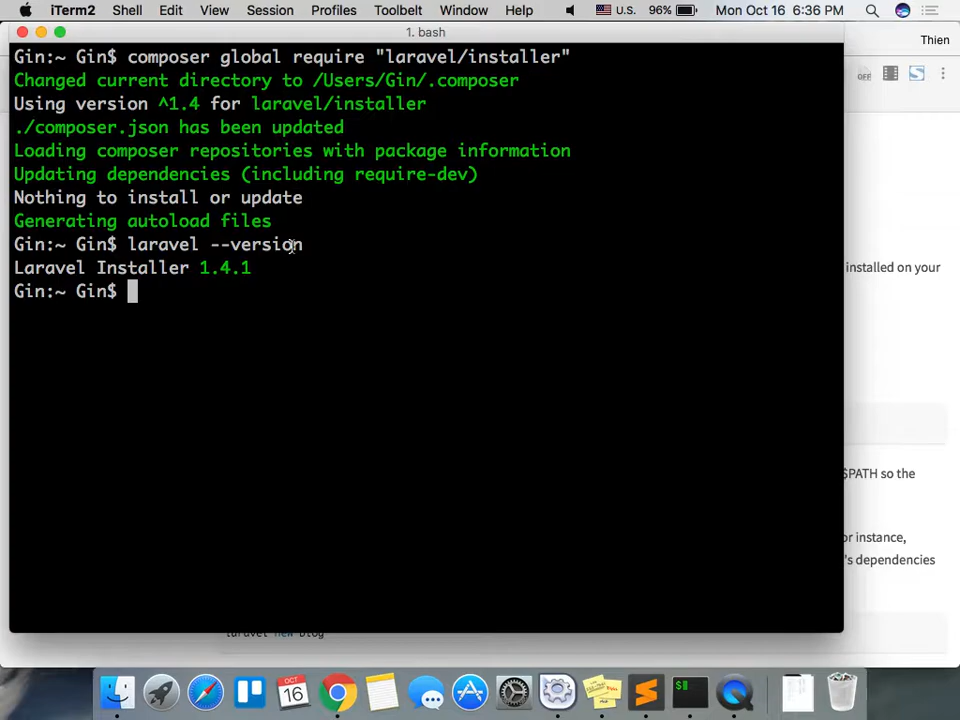 iTerm2 Shell Edit View Session Profiles Toolbelt Window Help U.S. 96% Mon Oct 16 6:36 PM
1. bash
Thien
Gin:~ Gin$ composer global require "laravel/installer"
Changed current directory to /Users/Gin/.composer
Using version ^1.4 for laravel/installer
./composer.json has been updated
Loading composer repositories with package information
Updating dependencies (including require-dev)
Nothing to install or update
Generating autoload files
Gin:~ Gin$ laravel --version
Laravel Installer 1.4.1
Gin:~ Gin$
installed on your
$PATH so the
or instance,
's dependencies
laravel new blog
OCT
16